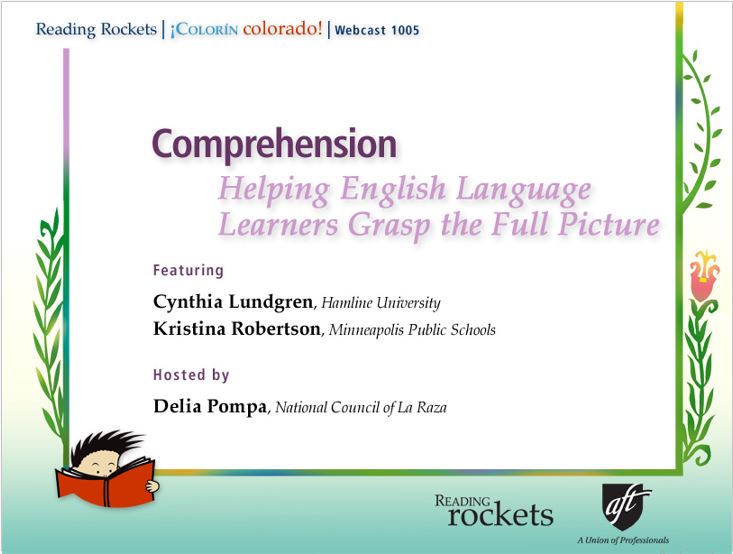 Reading Rockets | ¡COLORÍN colorado! | Webcast 1005
Comprehension
Helping English Language
Learners Grasp the Full Picture
Featuring
Cynthia Lundgren, Hamline University
Kristina Robertson, Minneapolis Public Schools
Hosted by
Delia Pompa, National Council of La Raza
READING
rockets
aft
A Union of Professionals